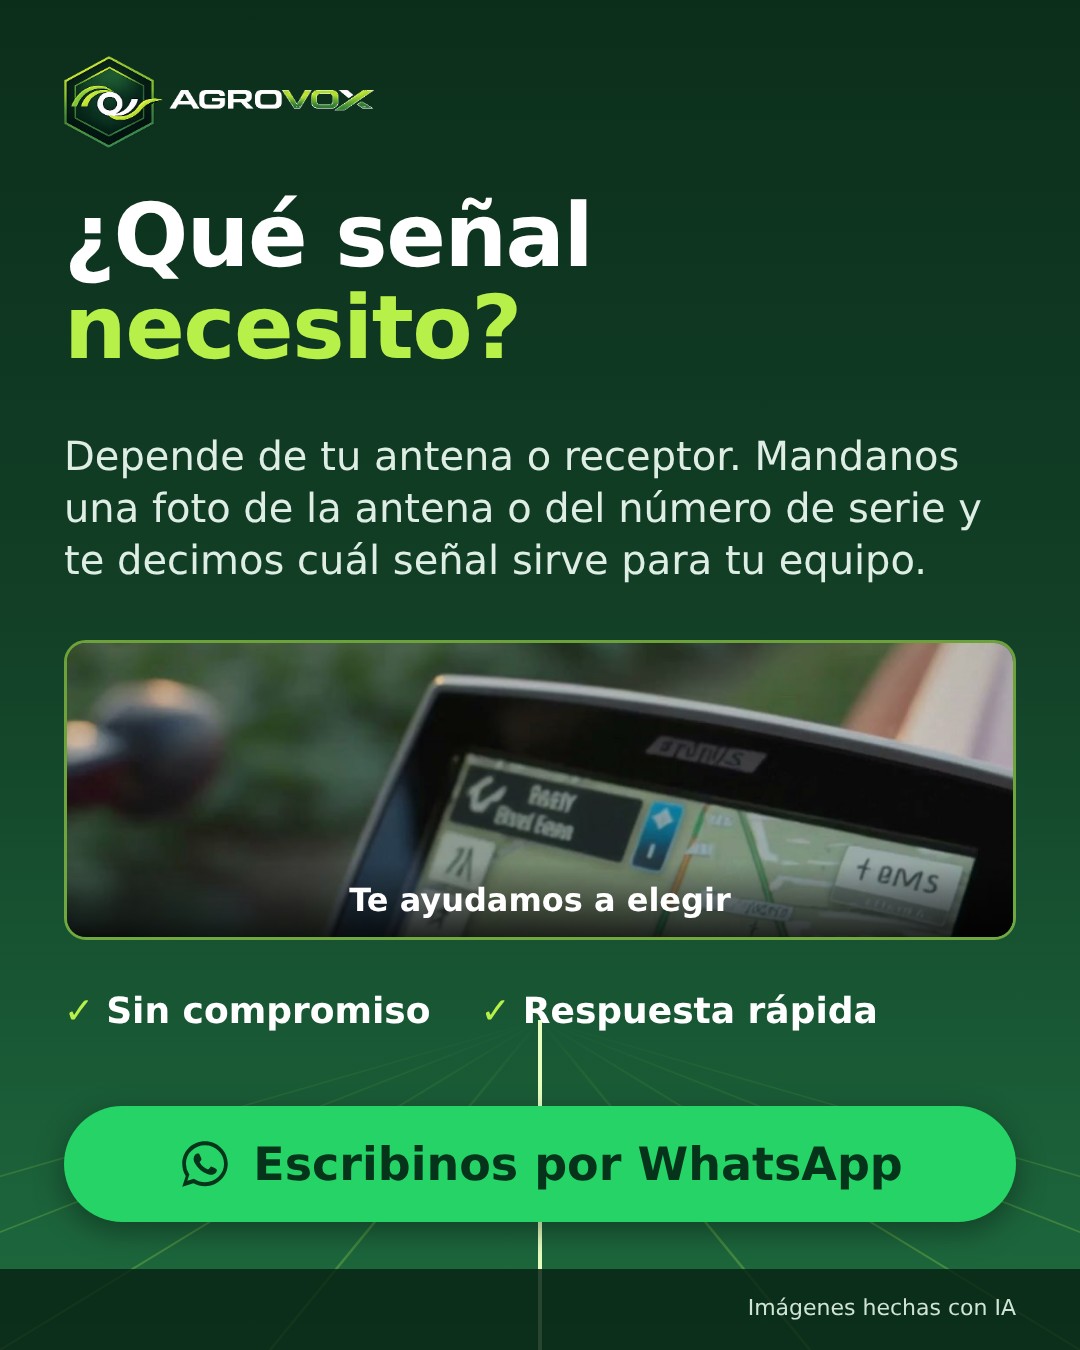 AGROVOX
¿Qué señal
necesito?
Depende de tu antena o receptor. Mandanos
una foto de la antena o del número de serie y
te decimos cuál señal sirve para tu equipo.
Te ayudamos a elegir
✓ Sin compromiso ✓ Respuesta rápida
Escribinos por WhatsApp
Imágenes hechas con IA